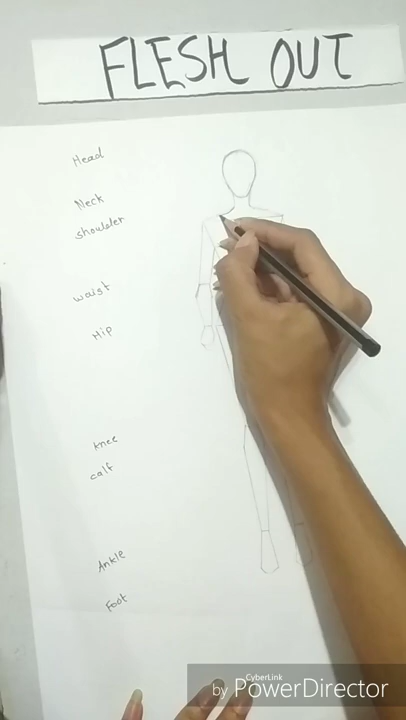 FLESH OUT
Head
Neck
shoulder
waist
Hip
knee
calf
Ankle
Foot
by CyberLink PowerDirector